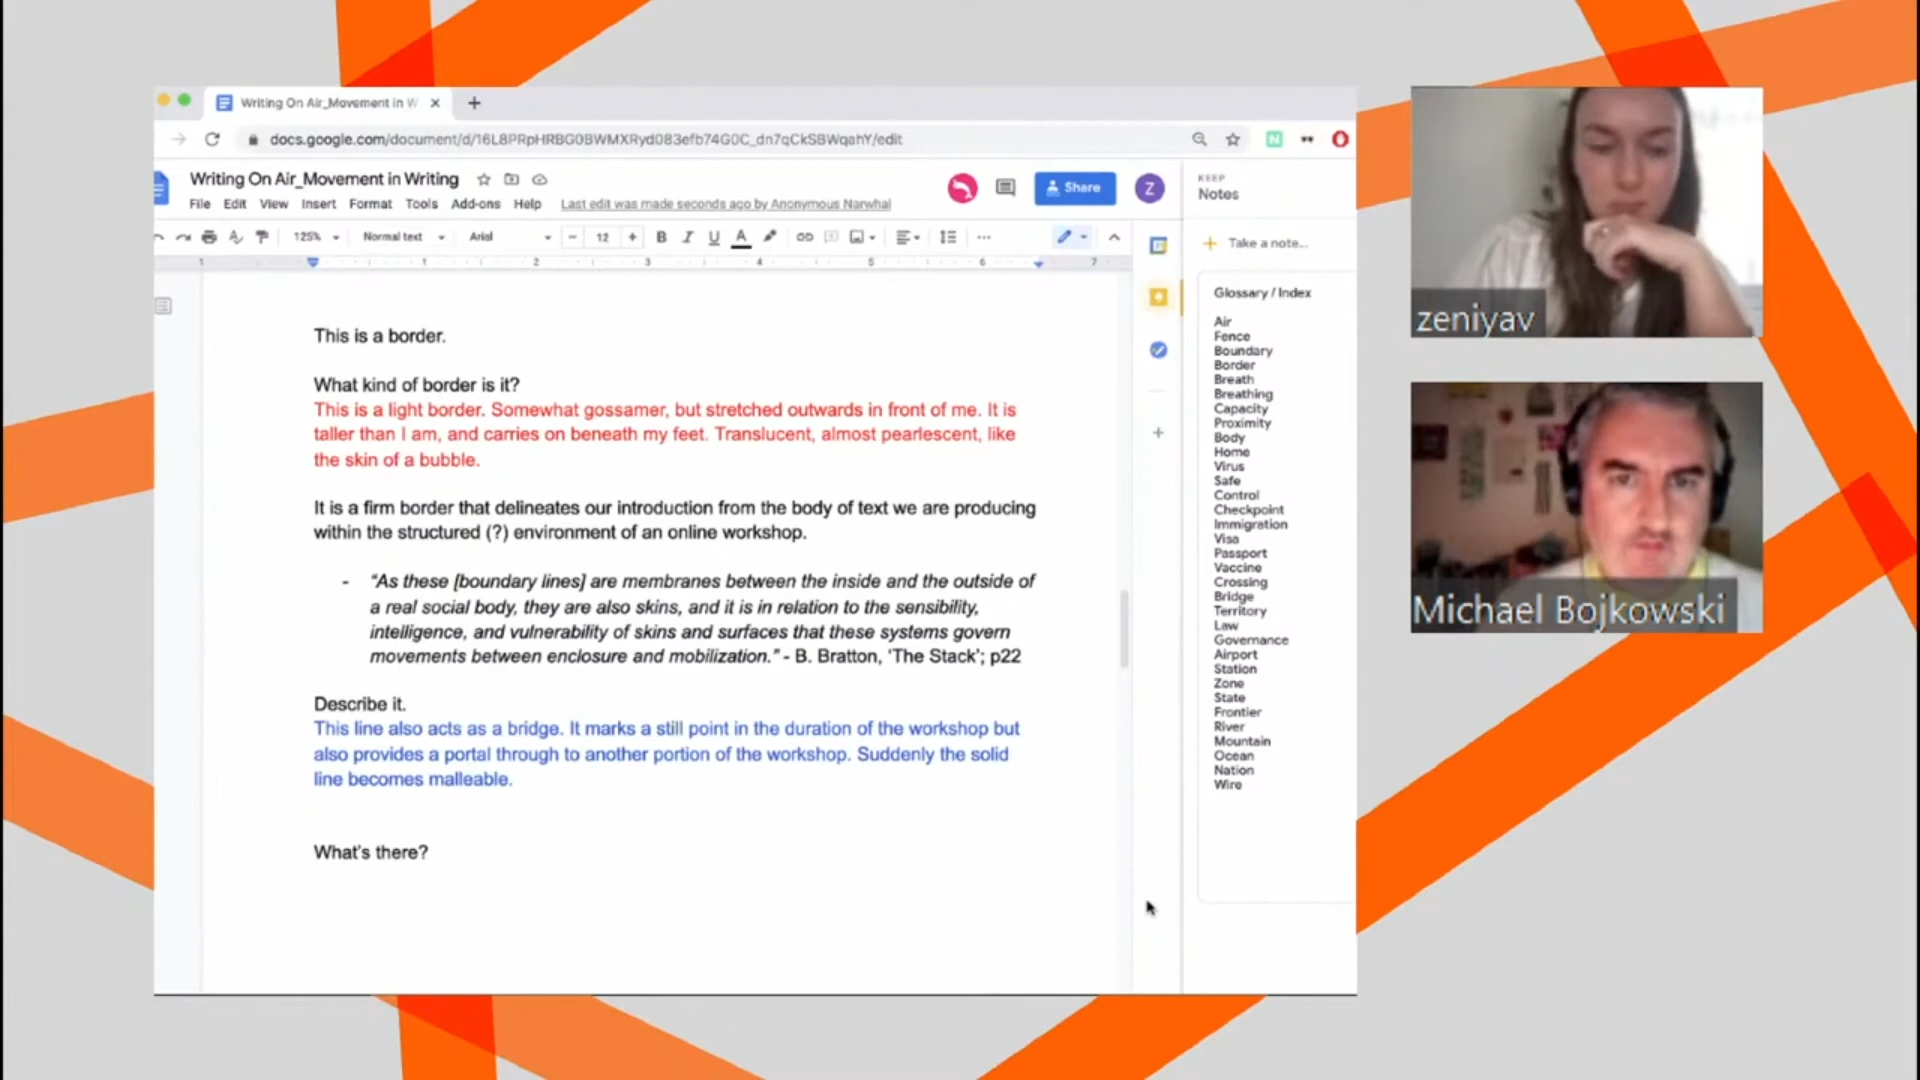 Writing On Air_Movement in W
docs.google.com/document/d/16L8PRpHRBG0BWMXRyd083efb74G0C_dn7qCkSBWqahY/edit
Writing On Air_Movement in Writing
File Edit View Insert Format Tools Add-ons Help Last edit was made seconds ago by Anonymous Narwhal
Share
Z
125% Normal text Arial 12 B I U A
1 1 2 3 4 5 6 7
This is a border.
What kind of border is it?
This is a light border. Somewhat gossamer, but stretched outwards in front of me. It is
taller than I am, and carries on beneath my feet. Translucent, almost pearlescent, like
the skin of a bubble.
It is a firm border that delineates our introduction from the body of text we are producing
within the structured (?) environment of an online workshop.
- “As these [boundary lines] are membranes between the inside and the outside of
a real social body, they are also skins, and it is in relation to the sensibility,
intelligence, and vulnerability of skins and surfaces that these systems govern
movements between enclosure and mobilization.” - B. Bratton, ‘The Stack’; p22
Describe it.
This line also acts as a bridge. It marks a still point in the duration of the workshop but
also provides a portal through to another portion of the workshop. Suddenly the solid
line becomes malleable.
What's there?
KEEP
Notes
Take a note...
Glossary / Index
Air
Fence
Boundary
Border
Breath
Breathing
Capacity
Proximity
Body
Home
Virus
Safe
Control
Checkpoint
Immigration
Visa
Passport
Vaccine
Crossing
Bridge
Territory
Law
Governance
Airport
Station
Zone
State
Frontier
River
Mountain
Ocean
Nation
Wire
zeniyav
Michael Bojkowski